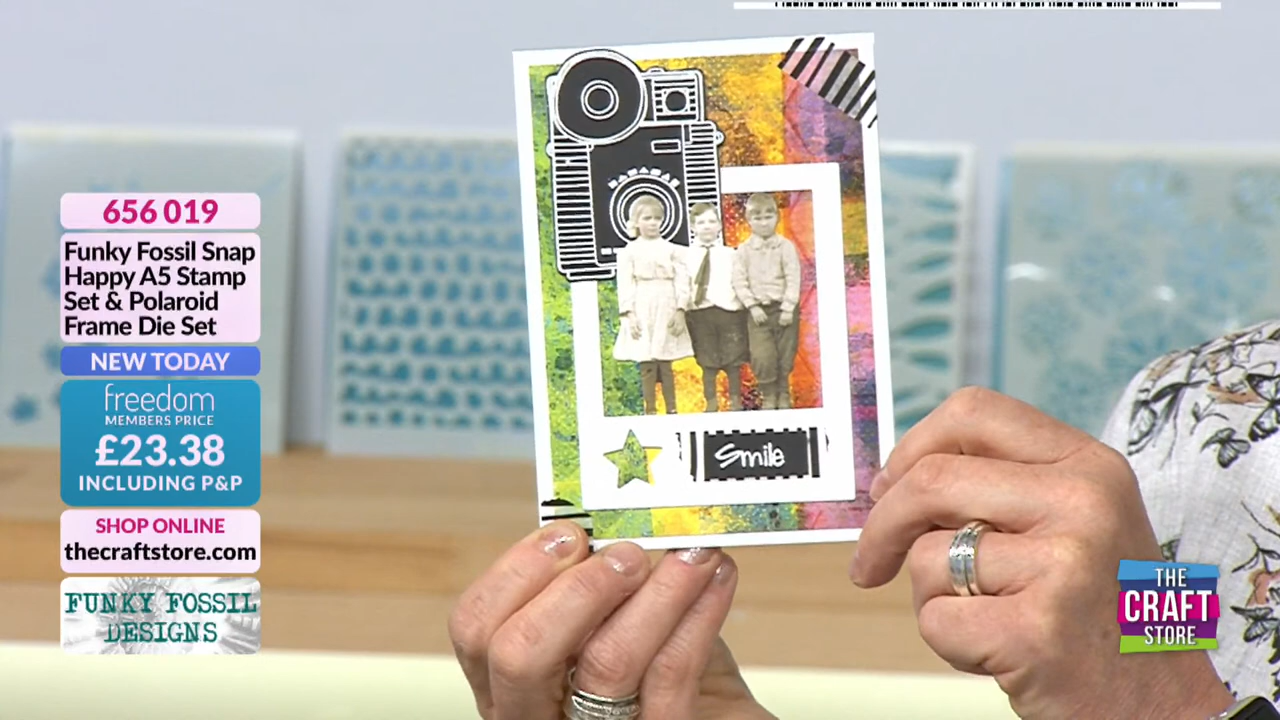 656 019
Funky Fossil Snap
Happy A5 Stamp
Set & Polaroid
Frame Die Set
NEW TODAY
freedom
MEMBERS PRICE
£23.38
INCLUDING P&P
SHOP ONLINE
thecraftstore.com
FUNKY FOSSIL
DESIGNS
Smile
THE
CRAFT
STORE